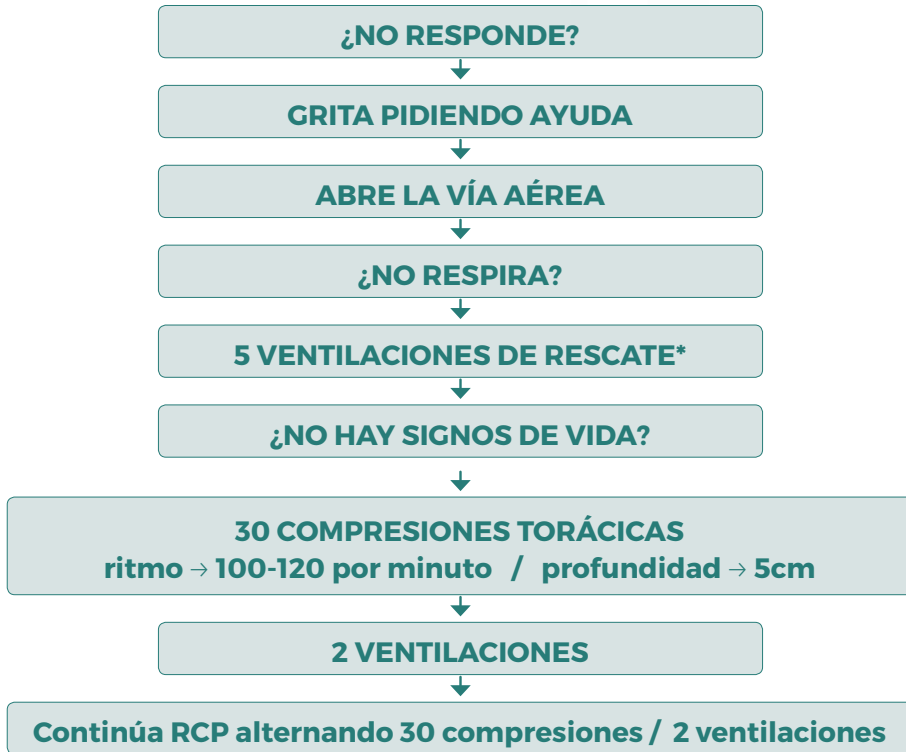 ¿NO RESPONDE?
GRITA PIDIENDO AYUDA
ABRE LA VÍA AÉREA
¿NO RESPIRA?
5 VENTILACIONES DE RESCATE*
¿NO HAY SIGNOS DE VIDA?
30 COMPRESIONES TORÁCICAS
ritmo → 100-120 por minuto / profundidad → 5cm
2 VENTILACIONES
Continúa RCP alternando 30 compresiones / 2 ventilaciones